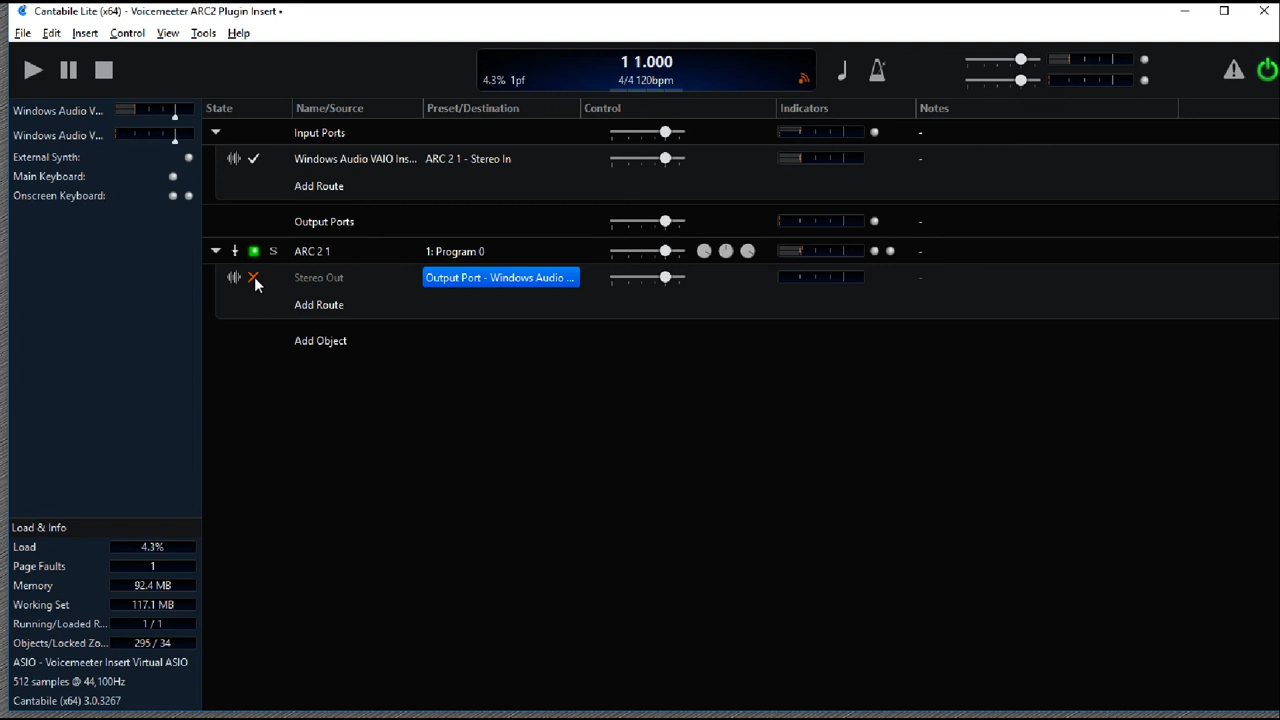 Cantabile Lite (x64) - Voicemeeter ARC2 Plugin Insert •
File Edit Insert Control View Tools Help
1 1.000
4.3% 1pf 4/4 120bpm
State Name/Source Preset/Destination Control Indicators Notes
Windows Audio V...
Windows Audio V...
External Synth:
Main Keyboard:
Onscreen Keyboard:
Input Ports -
Windows Audio VAIO Ins... ARC 2 1 - Stereo In -
Add Route
Output Ports -
S ARC 2 1 1: Program 0 -
Stereo Out Output Port - Windows Audio ... -
Add Route
Add Object
Load & Info
Load 4.3%
Page Faults 1
Memory 92.4 MB
Working Set 117.1 MB
Running/Loaded R... 1 / 1
Objects/Locked Zo... 295 / 34
ASIO - Voicemeeter Insert Virtual ASIO
512 samples @ 44,100Hz
Cantabile (x64) 3.0.3267